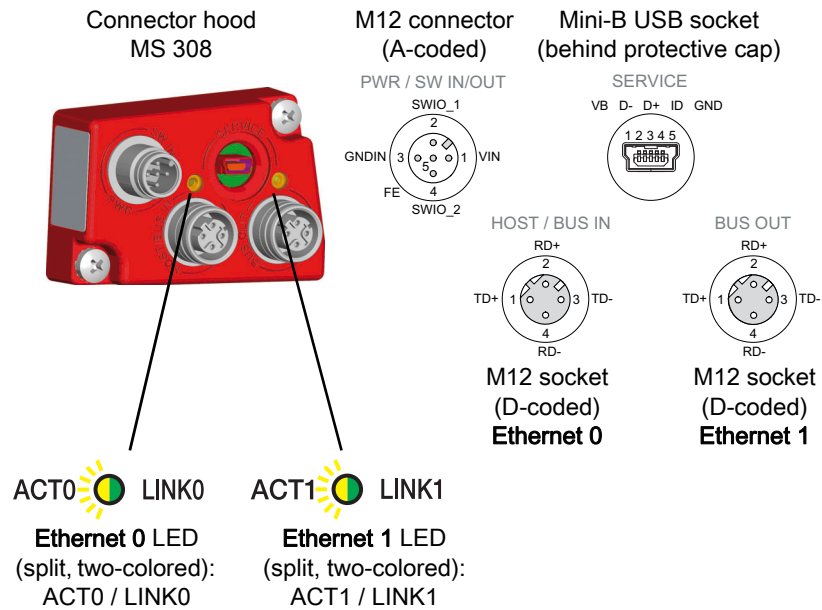 Connector hood
MS 308
M12 connector
(A-coded)
Mini-B USB socket
(behind protective cap)
PWR / SW IN/OUT
SERVICE
SWIO_1
VB D- D+ ID GND
2
1 2 3 4 5
GNDIN 3 5 1 VIN
FE 4
SWIO_2
SERVICE
HOST / BUS IN
BUS OUT
RD+
RD+
2
2
TD+ 1 3 TD-
TD+ 1 3 TD-
4
4
RD-
RD-
M12 socket
(D-coded)
Ethernet 0
M12 socket
(D-coded)
Ethernet 1
ACT0 LINK0
ACT1 LINK1
Ethernet 0 LED
(split, two-colored):
ACT0 / LINK0
Ethernet 1 LED
(split, two-colored):
ACT1 / LINK1